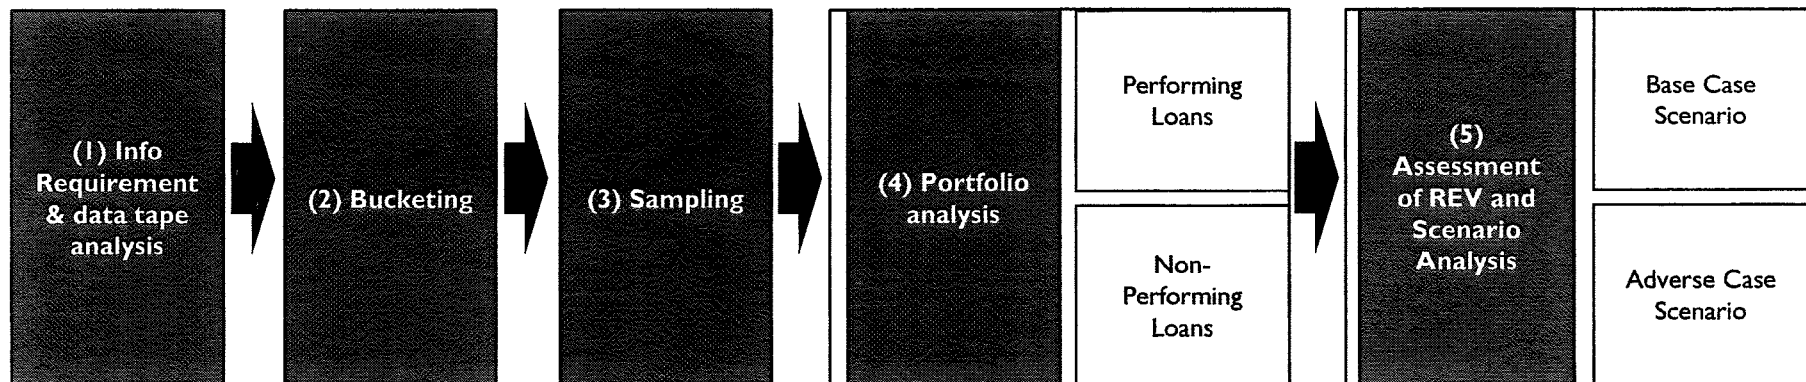 (1) Info
Requirement
& data tape
analysis
(2) Bucketing
(3) Sampling
(4) Portfolio
analysis
Performing
Loans
Non-
Performing
Loans
(5)
Assessment
of REV and
Scenario
Analysis
Base Case
Scenario
Adverse Case
Scenario